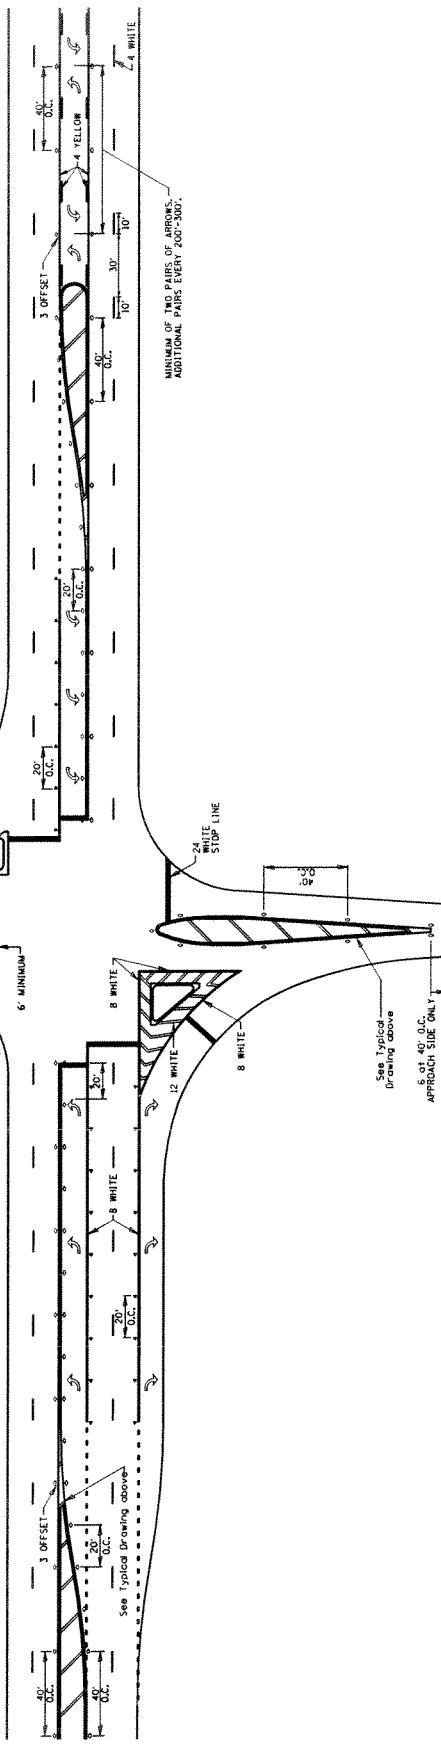 40'
O.C.
4 WHITE
4 YELLOW
3 OFFSET
10'
30'
10'
MINIMUM OF TWO PAIRS OF ARROWS.
ADDITIONAL PAIRS EVERY 200'-300'.
40'
O.C.
20'
O.C.
20'
O.C.
24
WHITE
STOP LINE
40'
O.C.
6' MINIMUM
8 WHITE
12 WHITE
8 WHITE
See Typical
Drawing above
6 at 40' O.C.
APPROACH SIDE ONLY
20'
8 WHITE
20'
O.C.
3 OFFSET
See Typical Drawing above
20'
O.C.
40'
O.C.
40'
O.C.